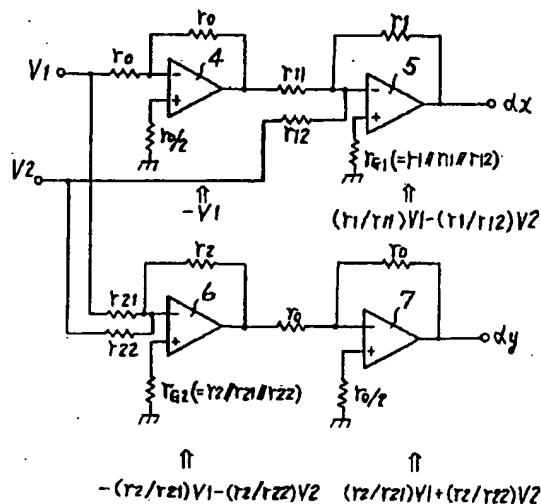 r0
r1
V1
r0
4
r11
5
αx
r12
r0/2
rG1(=r1//r11//r12)
V2
⇑
-V1
⇑
(r1/r11)V1-(r1/r12)V2
r2
r0
r21
6
r0
7
αy
r22
rG2(=r2//r21//r22)
r0/2
⇑
⇑
-(r2/r21)V1-(r2/r22)V2
(r2/r21)V1+(r2/r22)V2